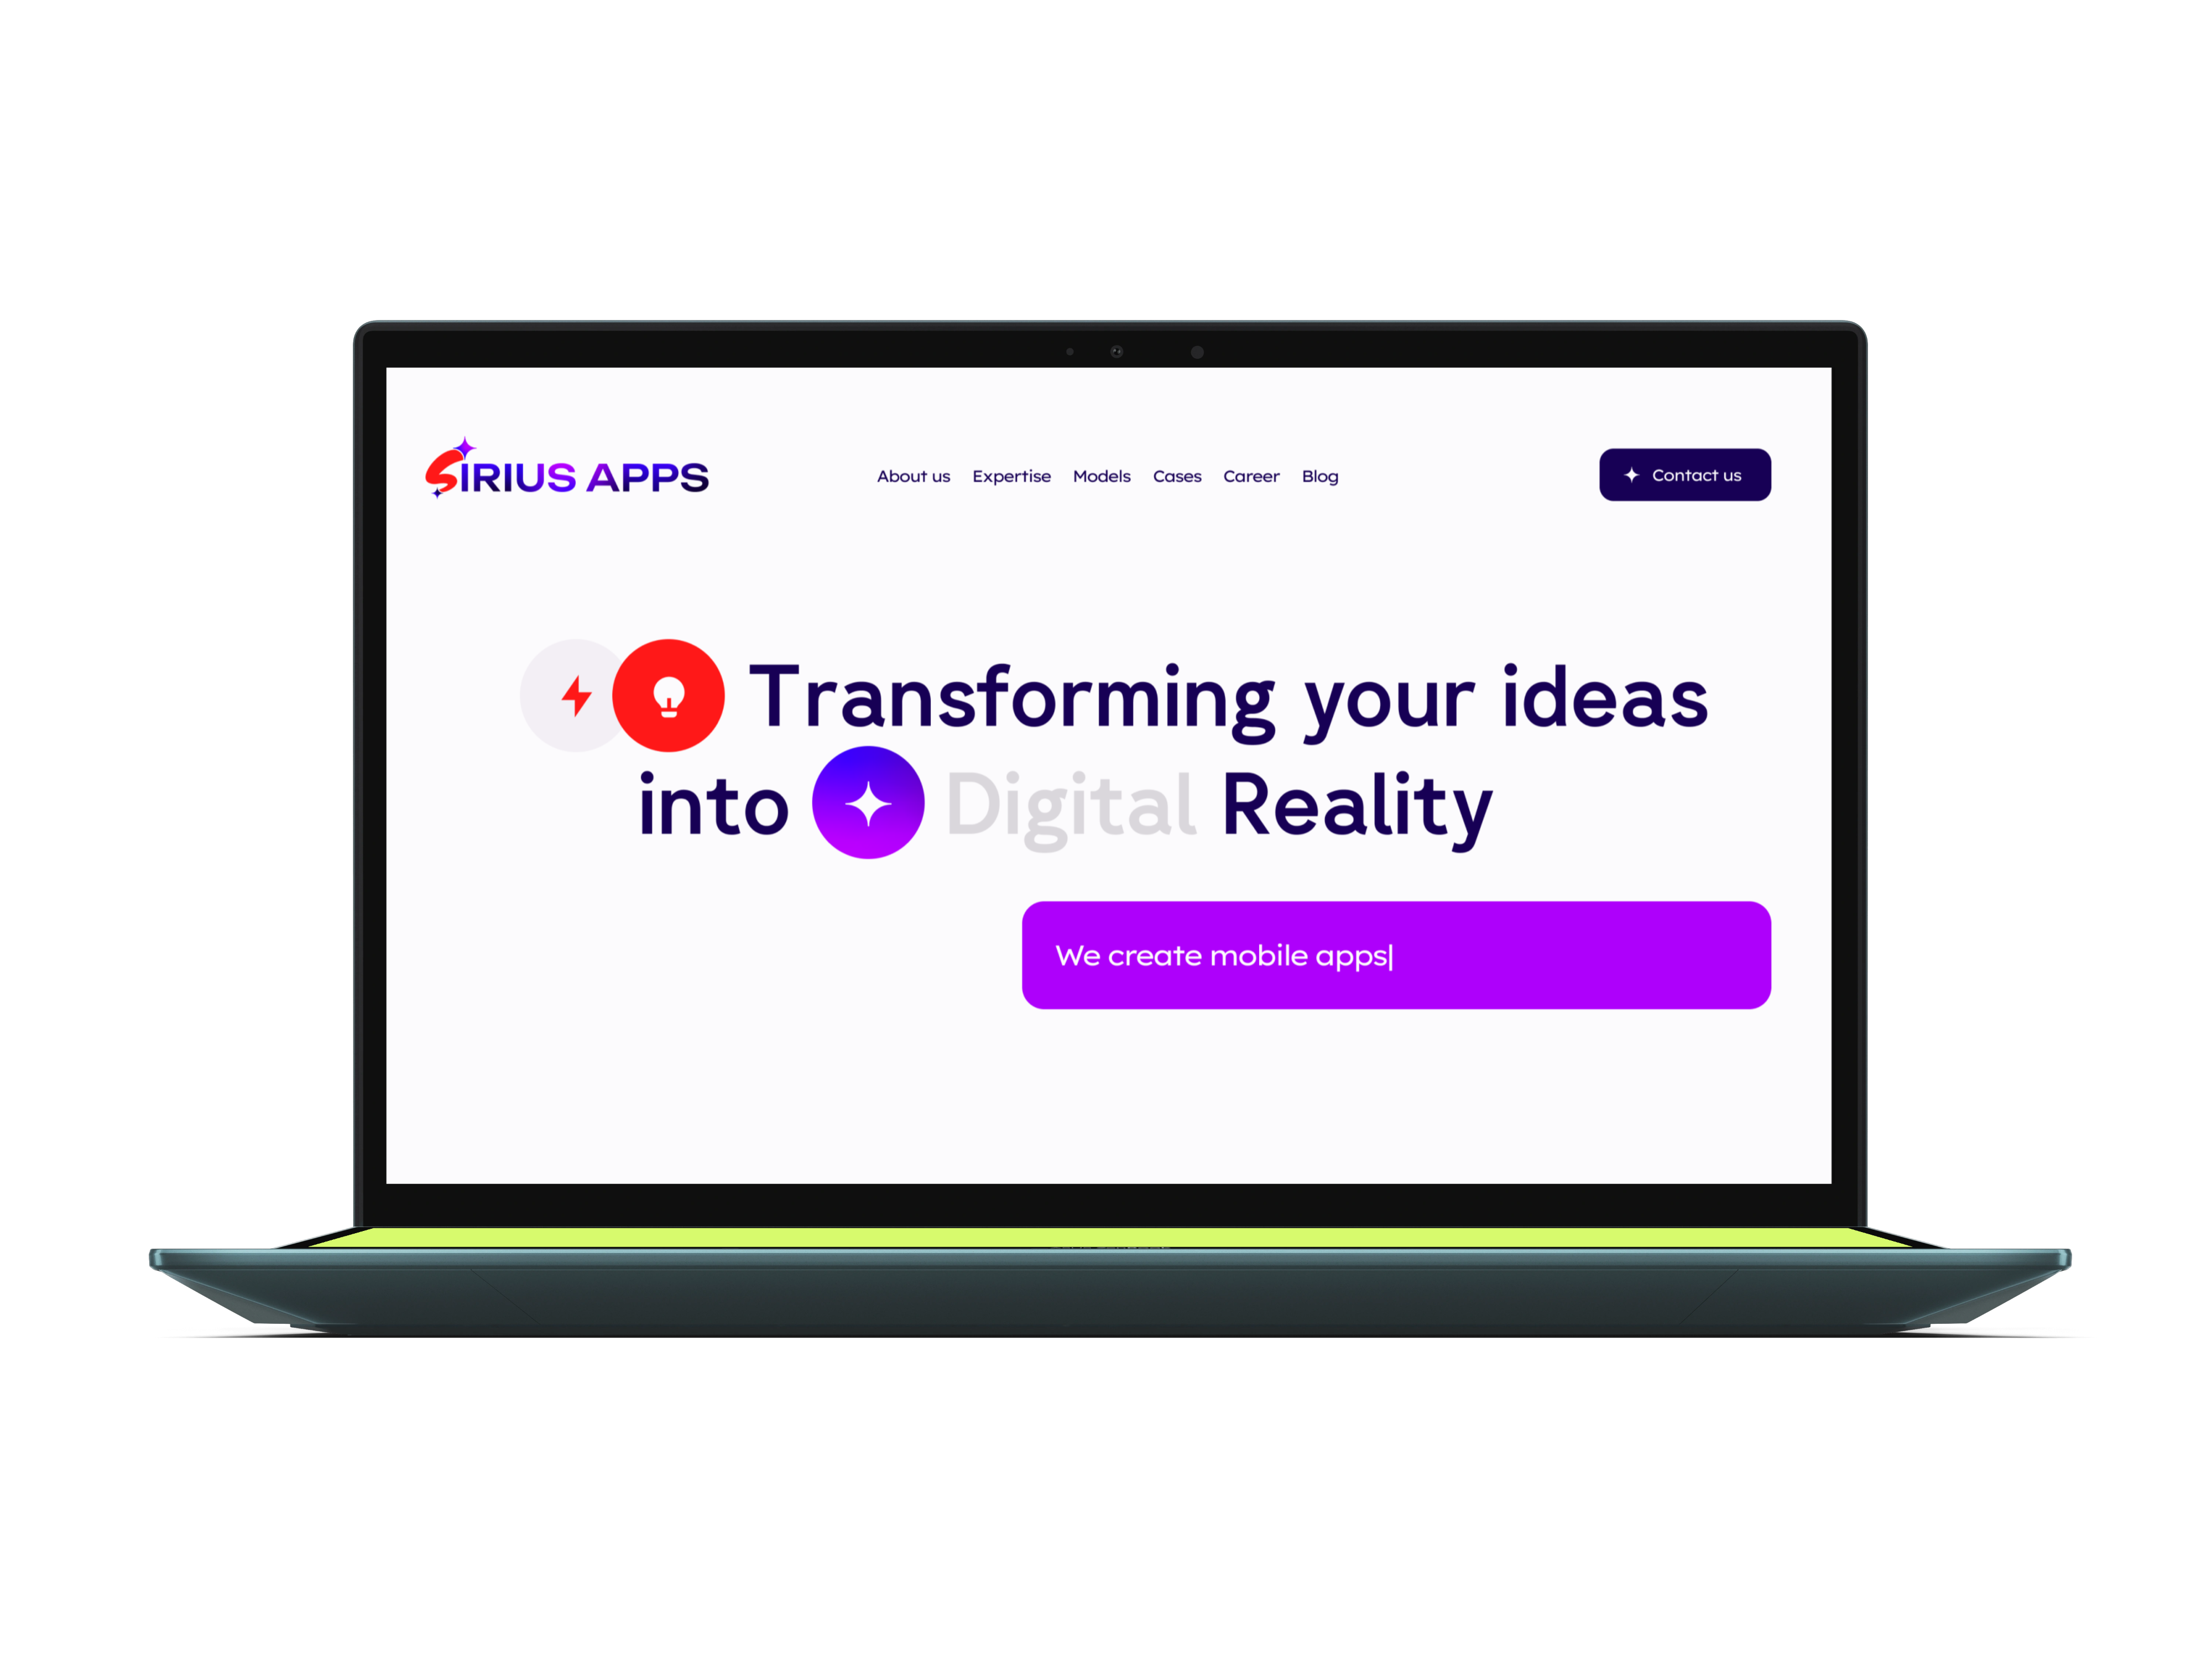 SIRIUS APPS
About us Expertise Models Cases Career Blog
Contact us
Transforming your ideas
into Digital Reality
We create mobile apps|